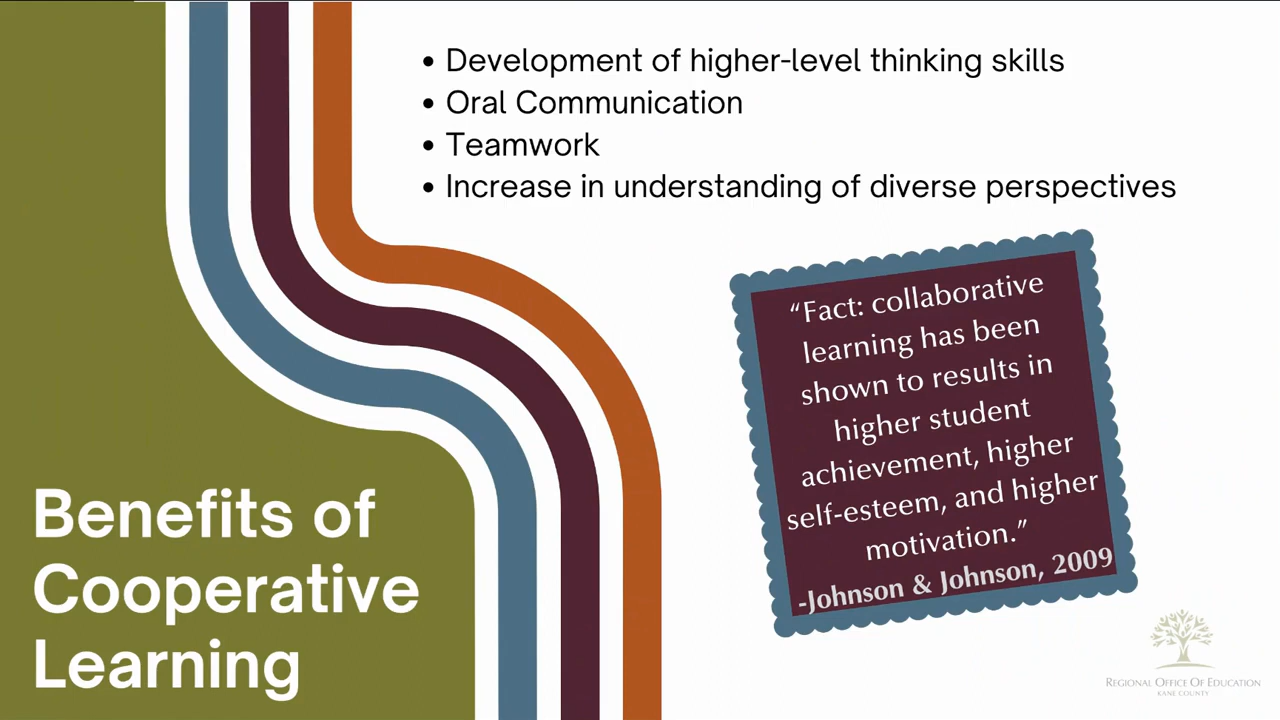 • Development of higher-level thinking skills
• Oral Communication
• Teamwork
• Increase in understanding of diverse perspectives
“Fact: collaborative
learning has been
shown to results in
higher student
achievement, higher
self-esteem, and higher
motivation.”
-Johnson & Johnson, 2009
Benefits of
Cooperative
Learning
REGIONAL OFFICE OF EDUCATION
KANE COUNTY